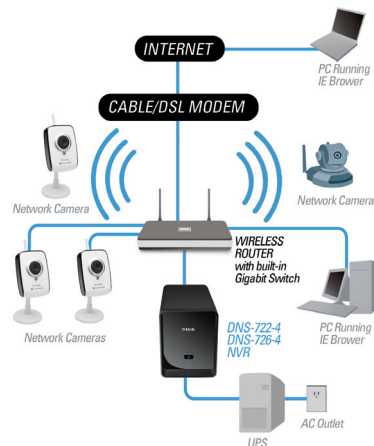 INTERNET
PC Running
IE Brower
CABLE/DSL MODEM
Network Camera
Network Camera
WIRELESS
ROUTER
with built-in
Gigabit Switch
Network Cameras
D-Link
DNS-722-4
DNS-726-4
NVR
PC Running
IE Brower
AC Outlet
UPS